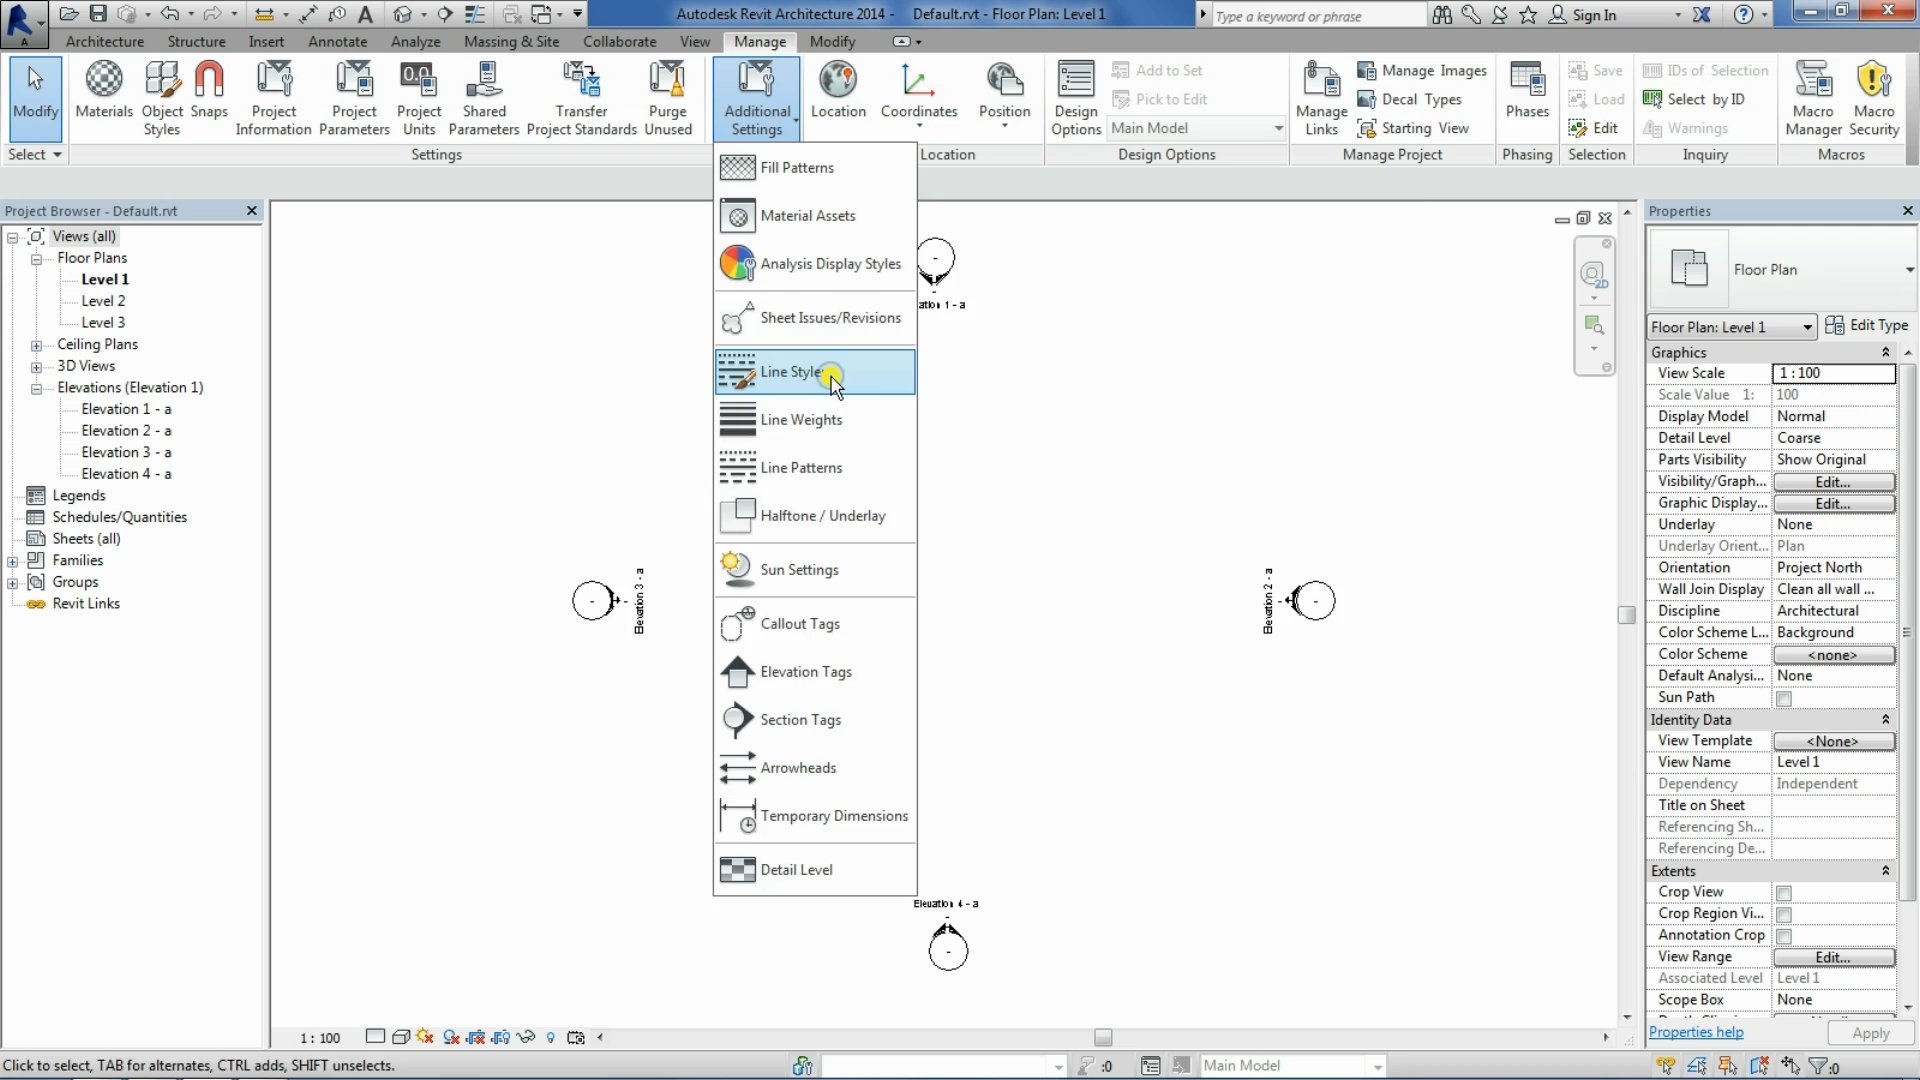 Autodesk Revit Architecture 2014 - Default.rvt - Floor Plan: Level 1
Type a keyword or phrase
Sign In
Architecture Structure Insert Annotate Analyze Massing & Site Collaborate View Manage Modify
Modify
Materials
Object Styles
Snaps
Project Information
Project Parameters
Project Units
Shared Parameters
Transfer Project Standards
Purge Unused
Additional Settings
Location
Coordinates
Position
Design Options
Add to Set
Pick to Edit
Main Model
Manage Links
Manage Images
Decal Types
Starting View
Phases
Save
Load
Edit
IDs of Selection
Select by ID
Warnings
Macro Manager
Macro Security
Select
Settings
Location
Design Options
Manage Project
Phasing
Selection
Inquiry
Macros
Project Browser - Default.rvt
Views (all)
Floor Plans
Level 1
Level 2
Level 3
Ceiling Plans
3D Views
Elevations (Elevation 1)
Elevation 1 - a
Elevation 2 - a
Elevation 3 - a
Elevation 4 - a
Legends
Schedules/Quantities
Sheets (all)
Families
Groups
Revit Links
Fill Patterns
Material Assets
Analysis Display Styles
Sheet Issues/Revisions
Line Styles
Line Weights
Line Patterns
Halftone / Underlay
Sun Settings
Callout Tags
Elevation Tags
Section Tags
Arrowheads
Temporary Dimensions
Detail Level
ation 1 - a
Elevation 3 - a
Elevation 2 - a
Elevation 4 - a
2D
Properties
Floor Plan
Floor Plan: Level 1
Edit Type
Graphics
View Scale 1 : 100
Scale Value 1: 100
Display Model Normal
Detail Level Coarse
Parts Visibility Show Original
Visibility/Graph... Edit...
Graphic Display... Edit...
Underlay None
Underlay Orient... Plan
Orientation Project North
Wall Join Display Clean all wall ...
Discipline Architectural
Color Scheme L... Background
Color Scheme <none>
Default Analysi... None
Sun Path
Identity Data
View Template <None>
View Name Level 1
Dependency Independent
Title on Sheet
Referencing Sh...
Referencing De...
Extents
Crop View
Crop Region Vi...
Annotation Crop
View Range Edit...
Associated Level Level 1
Scope Box None
Properties help
Apply
1 : 100
Click to select, TAB for alternates, CTRL adds, SHIFT unselects.
:0
Main Model
:0